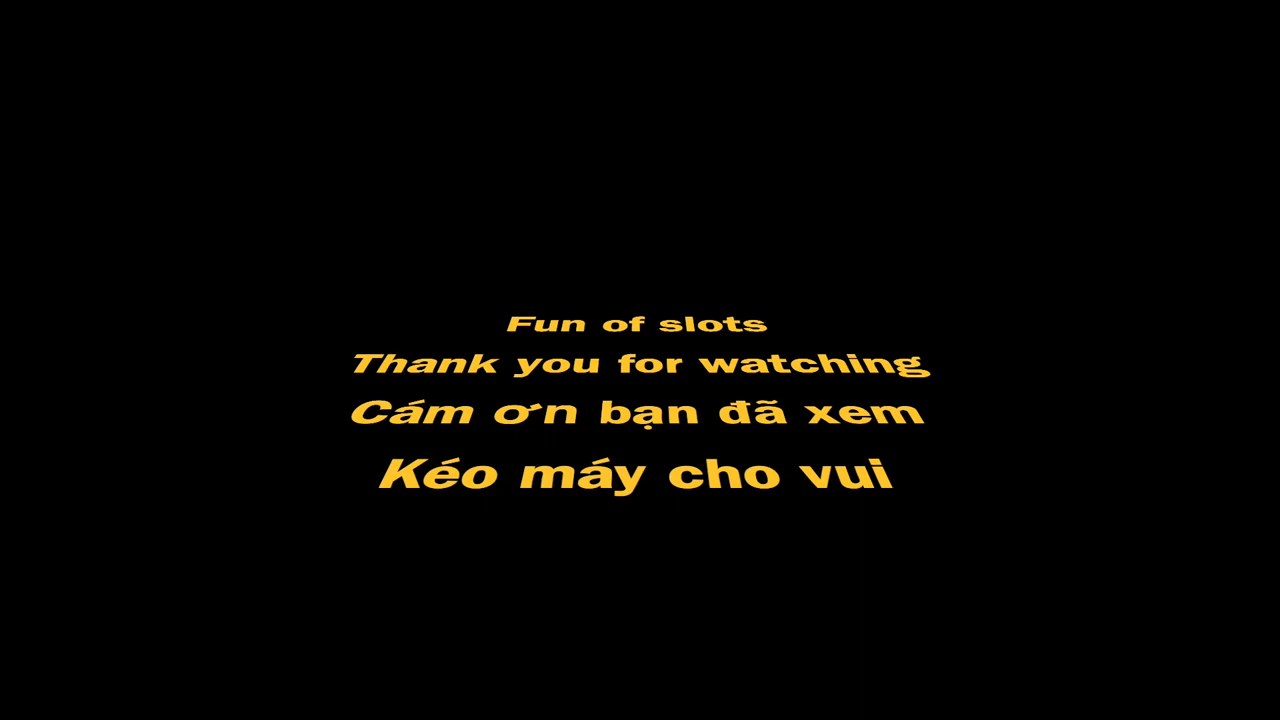 Fun of slots
Thank you for watching
Cám ơn bạn đã xem
Kéo máy cho vui